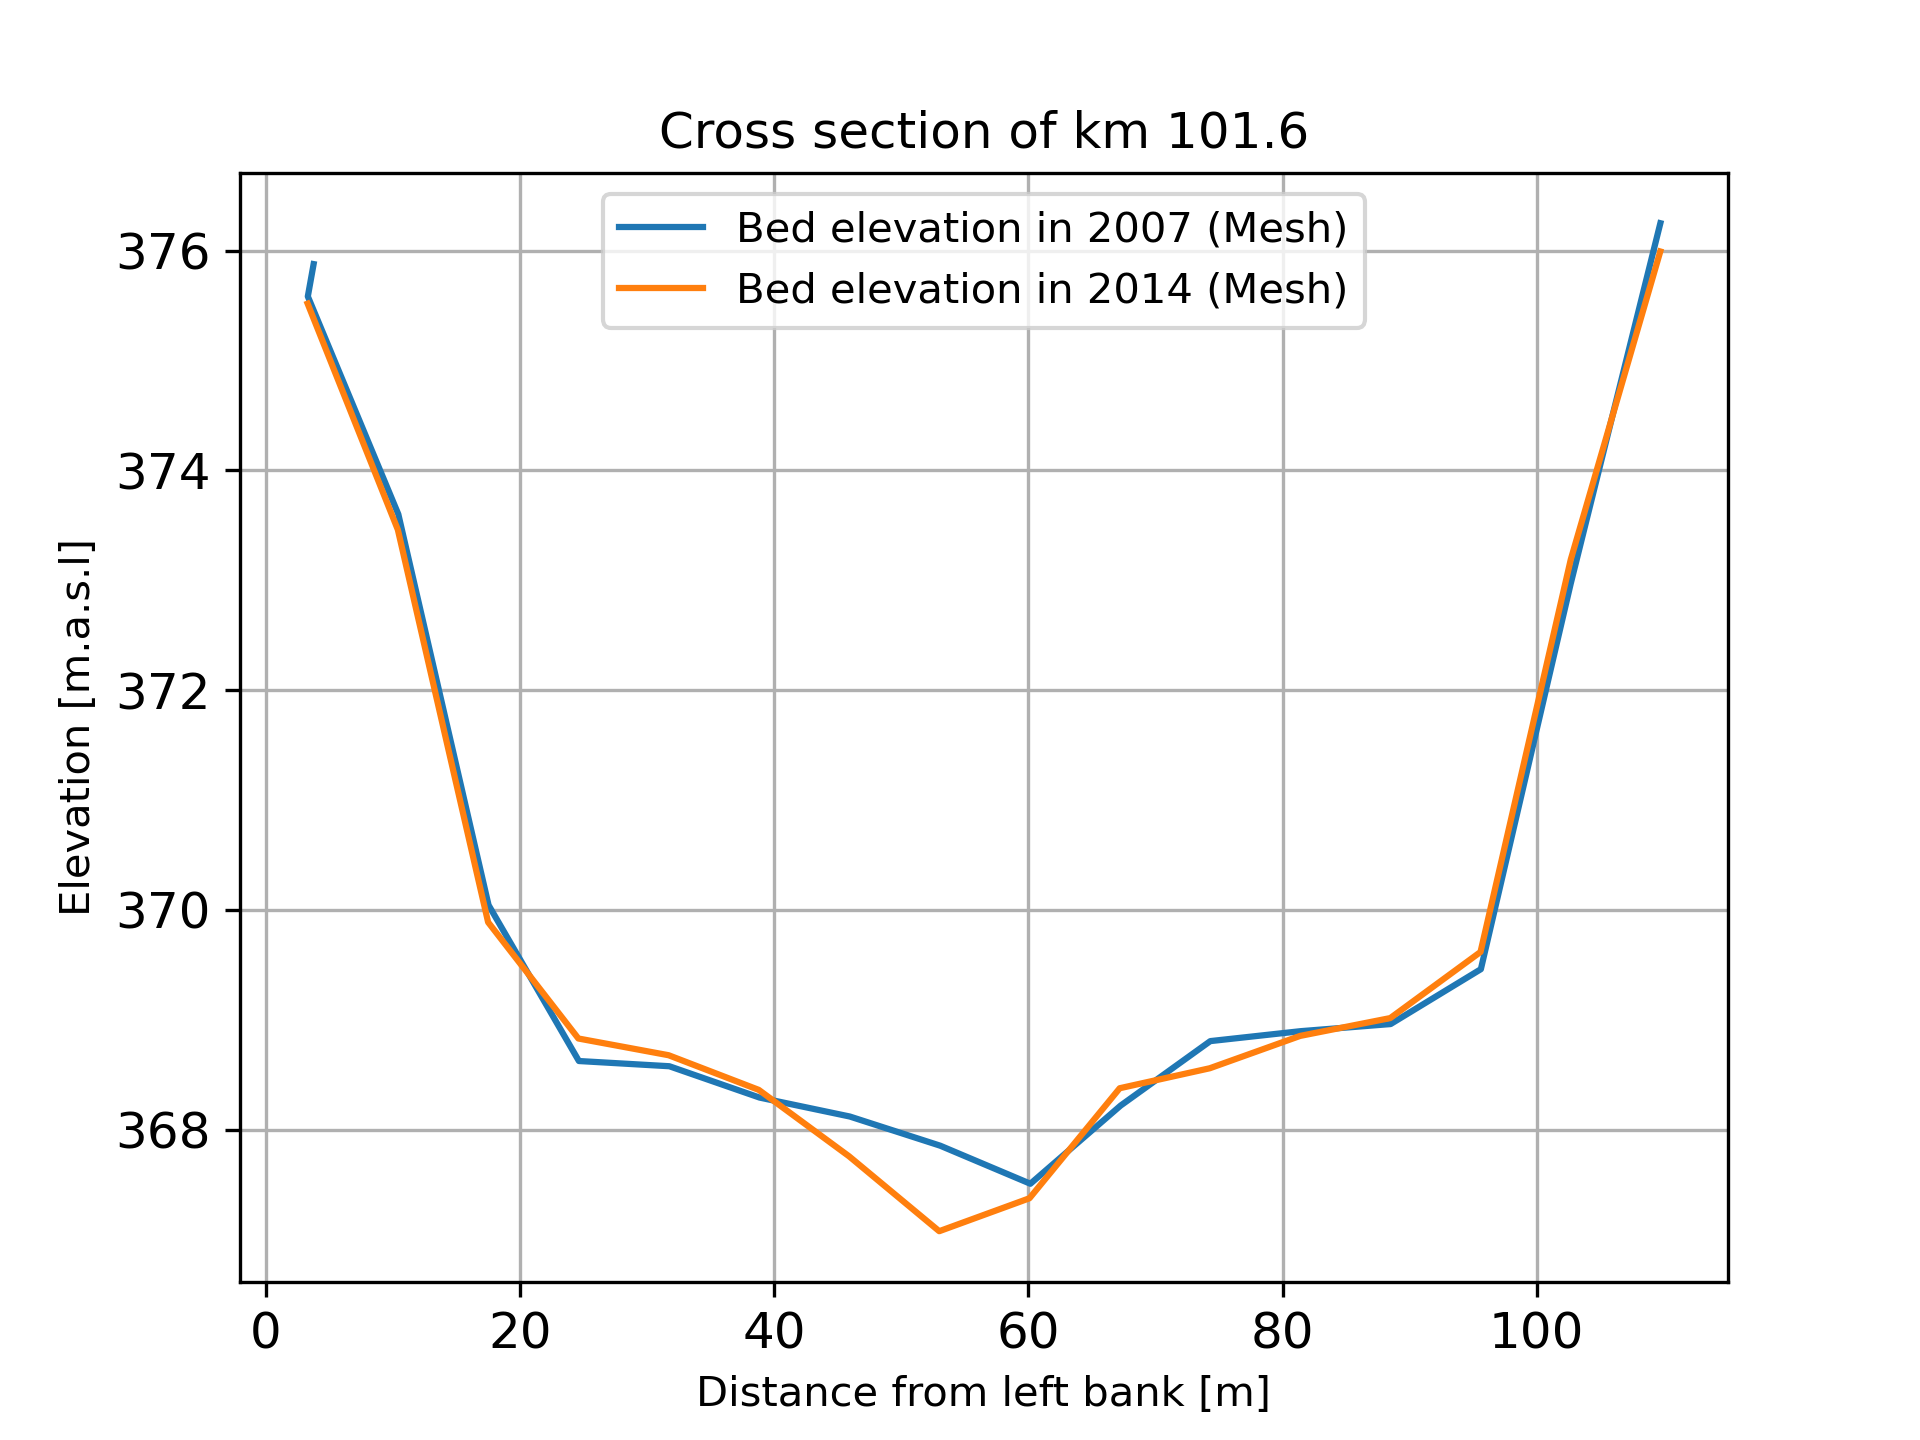 Cross section of km 101.6
Bed elevation in 2007 (Mesh)
Bed elevation in 2014 (Mesh)
Elevation [m.a.s.l]
376
374
372
370
368
0 20 40 60 80 100
Distance from left bank [m]